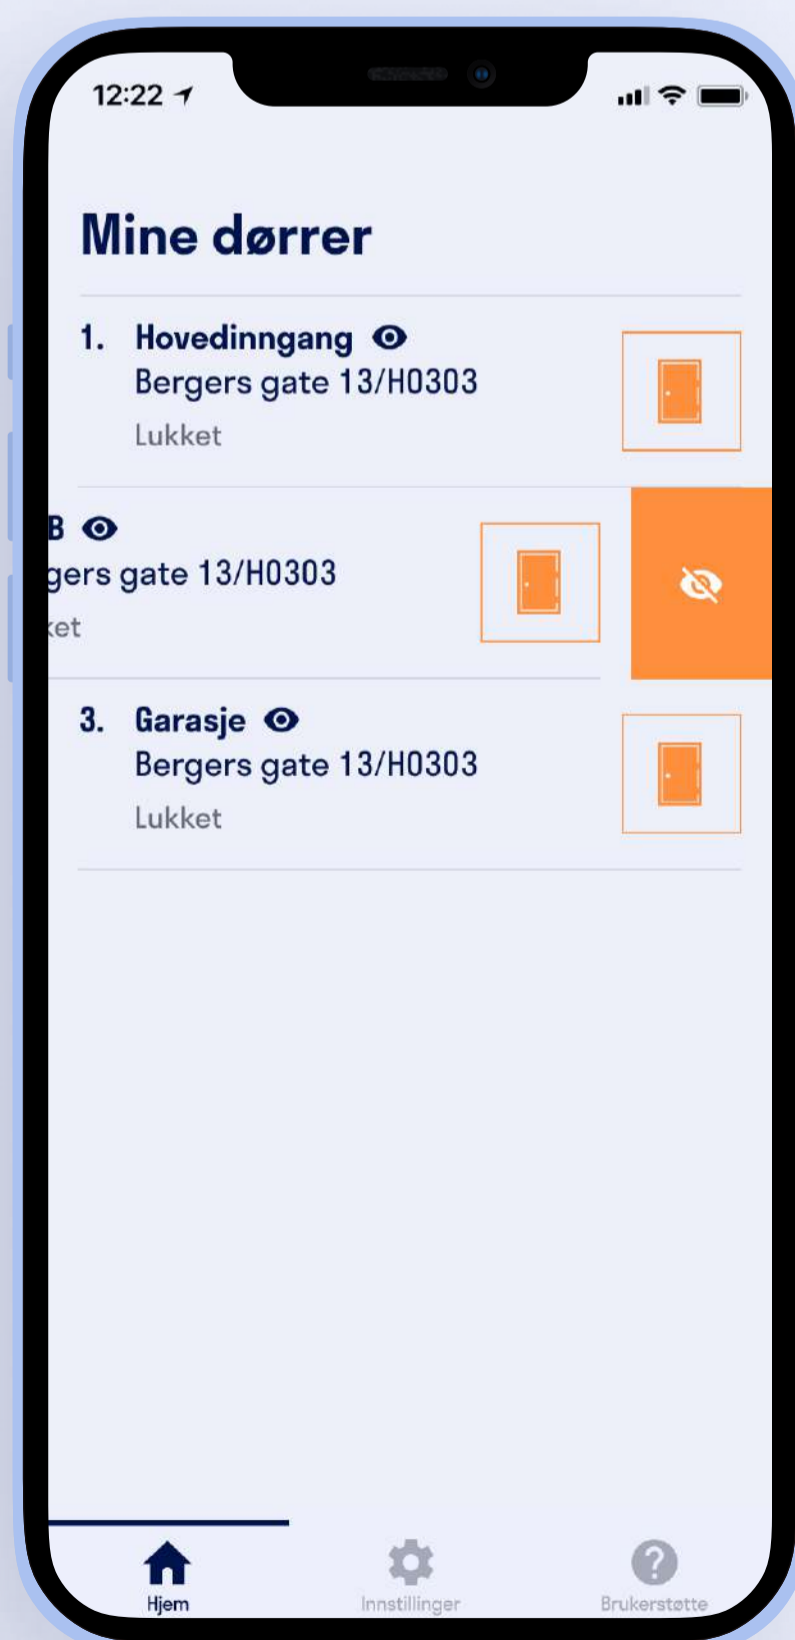 12:22
Mine dørrer
1. Hovedinngang
Bergers gate 13/H0303
Lukket
B
gers gate 13/H0303
ket
3. Garasje
Bergers gate 13/H0303
Lukket
Hjem
Innstillinger
Brukerstøtte